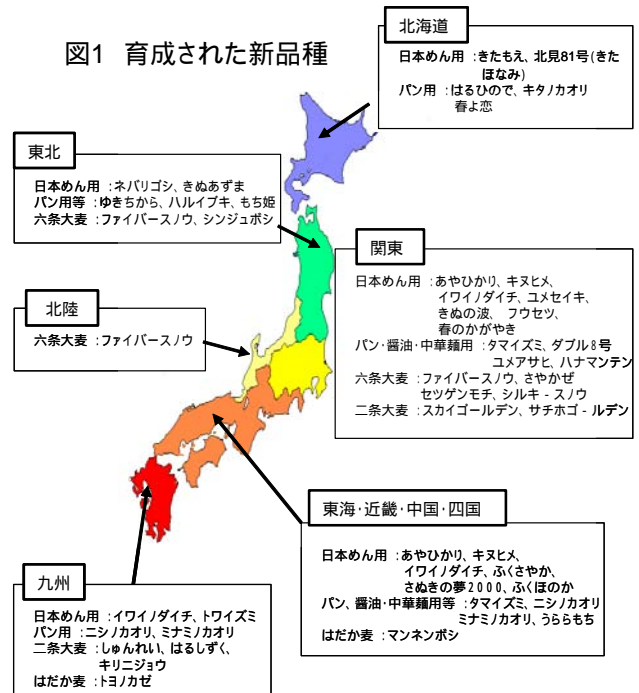 図1 育成された新品種
北海道
日本めん用：きたもえ、北見81号(きた
ほなみ)
パン用：はるひので、キタノカオリ
春よ恋
東北
日本めん用：ネバリゴシ、きぬあずま
パン用等：ゆきちから、ハルイブキ、もち姫
六条大麦：ファイバースノウ、シンジュボシ
関東
日本めん用：あやひかり、キヌヒメ、
イワイノダイチ、ユメセイキ、
きぬの波、フウセツ、
春のかがやき
パン・醤油・中華麺用：タマイズミ、ダブル8号
ユメアサヒ、ハナマンテン
六条大麦：ファイバースノウ、さやかぜ
セツゲンモチ、シルキ-スノウ
二条大麦：スカイゴールデン、サチホゴ-ルデン
北陸
六条大麦：ファイバースノウ
東海・近畿・中国・四国
日本めん用：あやひかり、キヌヒメ、
イワイノダイチ、ふくさやか、
さぬきの夢2000、ふくほのか
パン、醤油・中華麺用等：タマイズミ、ニシノカオリ
ミナミノカオリ、うららもち
はだか麦：マンネンボシ
九州
日本めん用：イワイノダイチ、トワイズミ
パン用：ニシノカオリ、ミナミノカオリ
二条大麦：しゅんれい、はるしずく、
キリニジョウ
はだか麦：トヨノカゼ